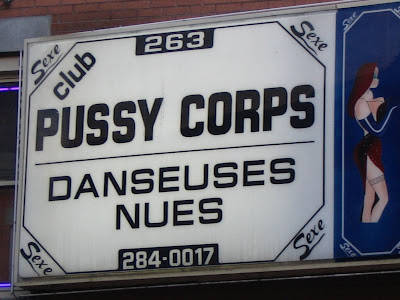 263
Sexe
Sexe
club
PUSSY CORPS
DANSEUSES
NUES
Sexe
Sexe
284-0017